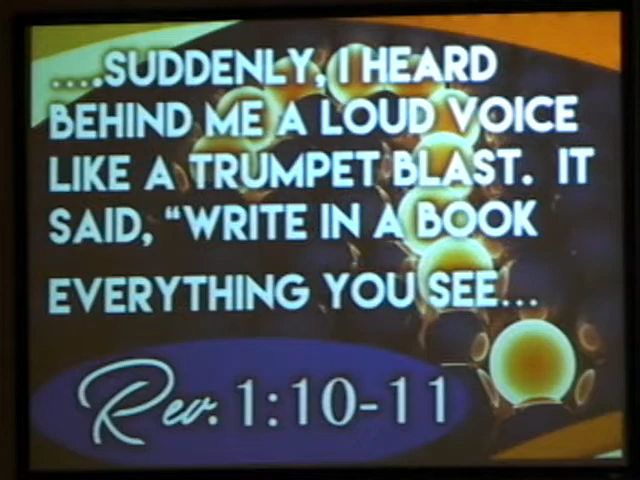 ....SUDDENLY, I HEARD
BEHIND ME A LOUD VOICE
LIKE A TRUMPET BLAST. IT
SAID, “WRITE IN A BOOK
EVERYTHING YOU SEE...
Rev. 1:10-11